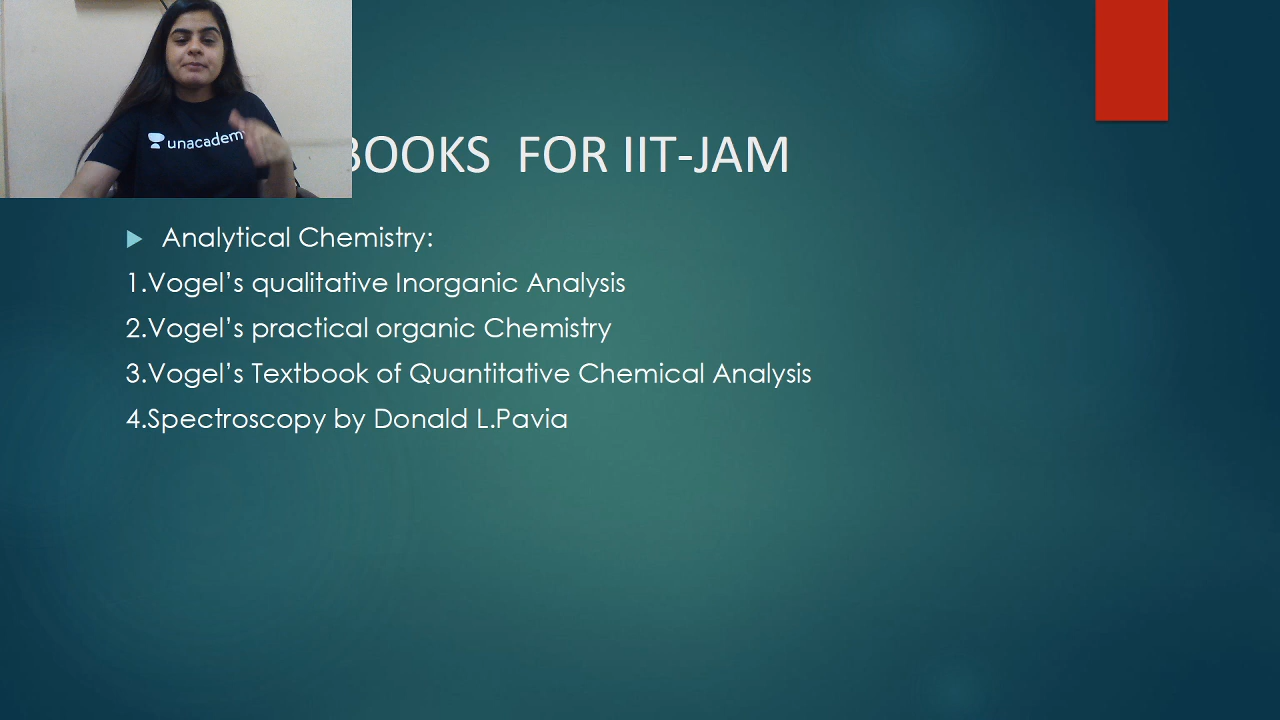 unacadem
BOOKS FOR IIT-JAM
Analytical Chemistry:
1.Vogel’s qualitative Inorganic Analysis
2.Vogel’s practical organic Chemistry
3.Vogel’s Textbook of Quantitative Chemical Analysis
4.Spectroscopy by Donald L.Pavia